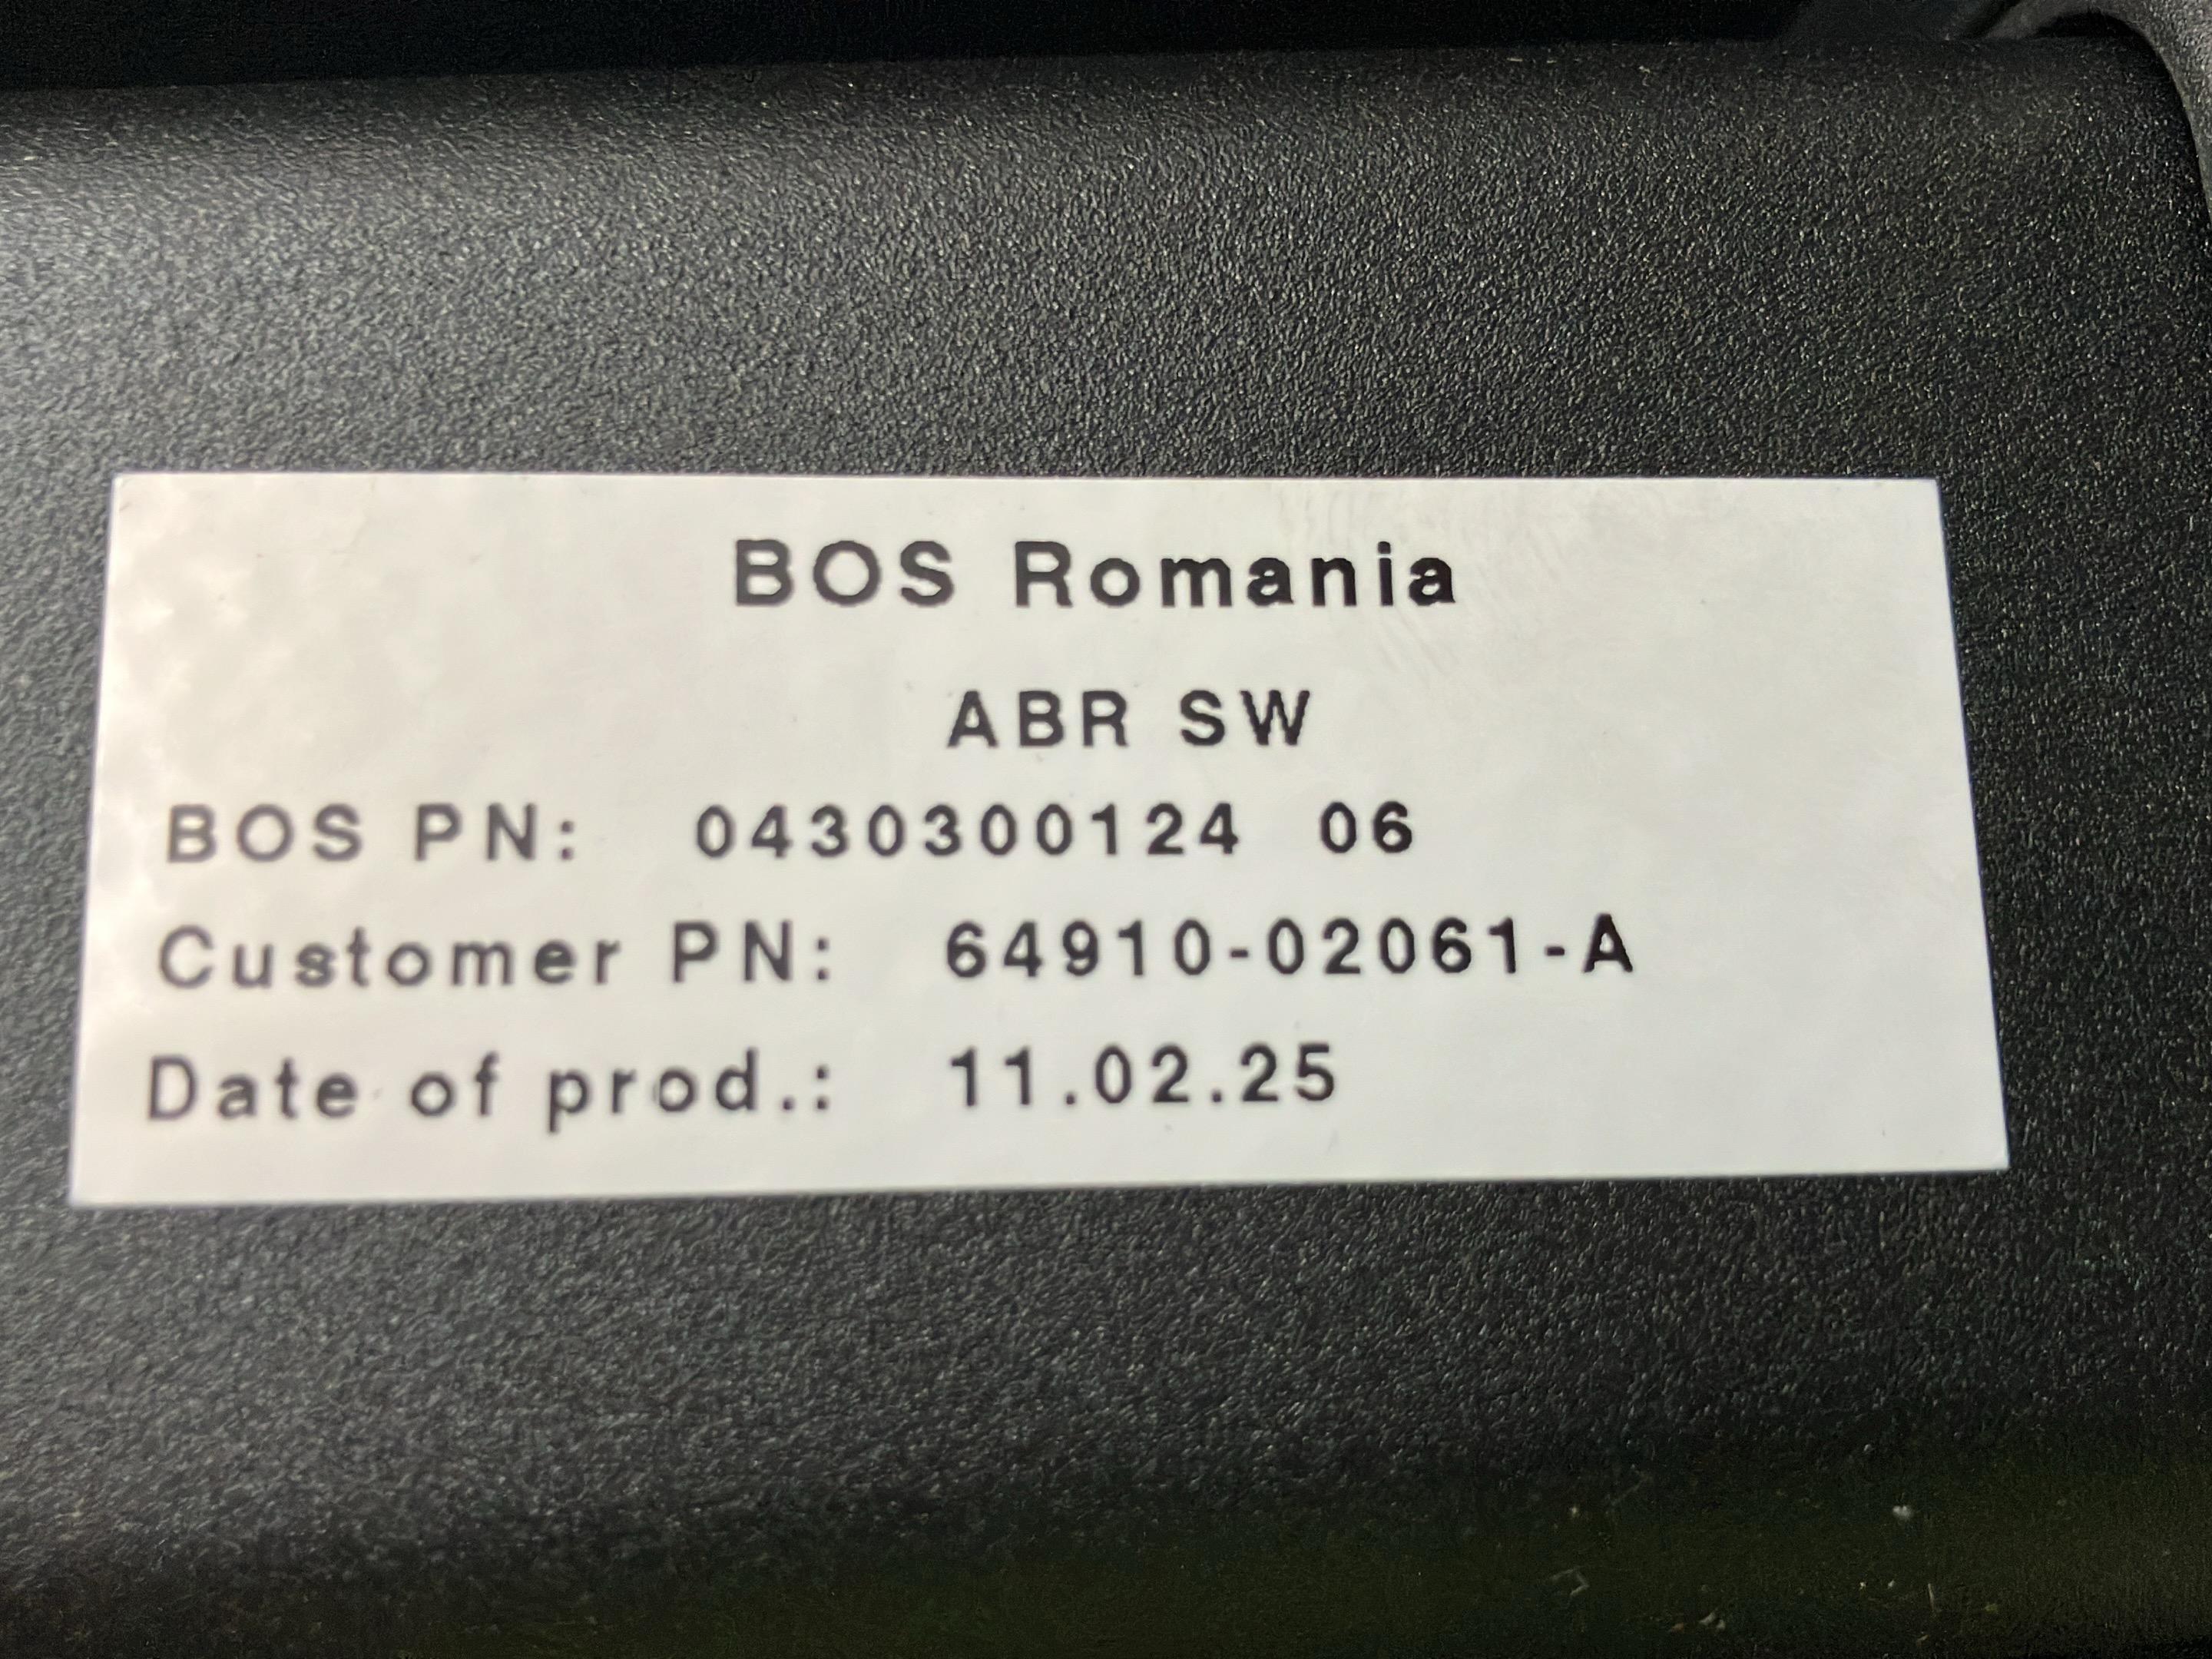 BOS Romania
ABR SW
BOS PN: 0430300124 06
Customer PN: 64910-02061-A
Date of prod.: 11.02.25